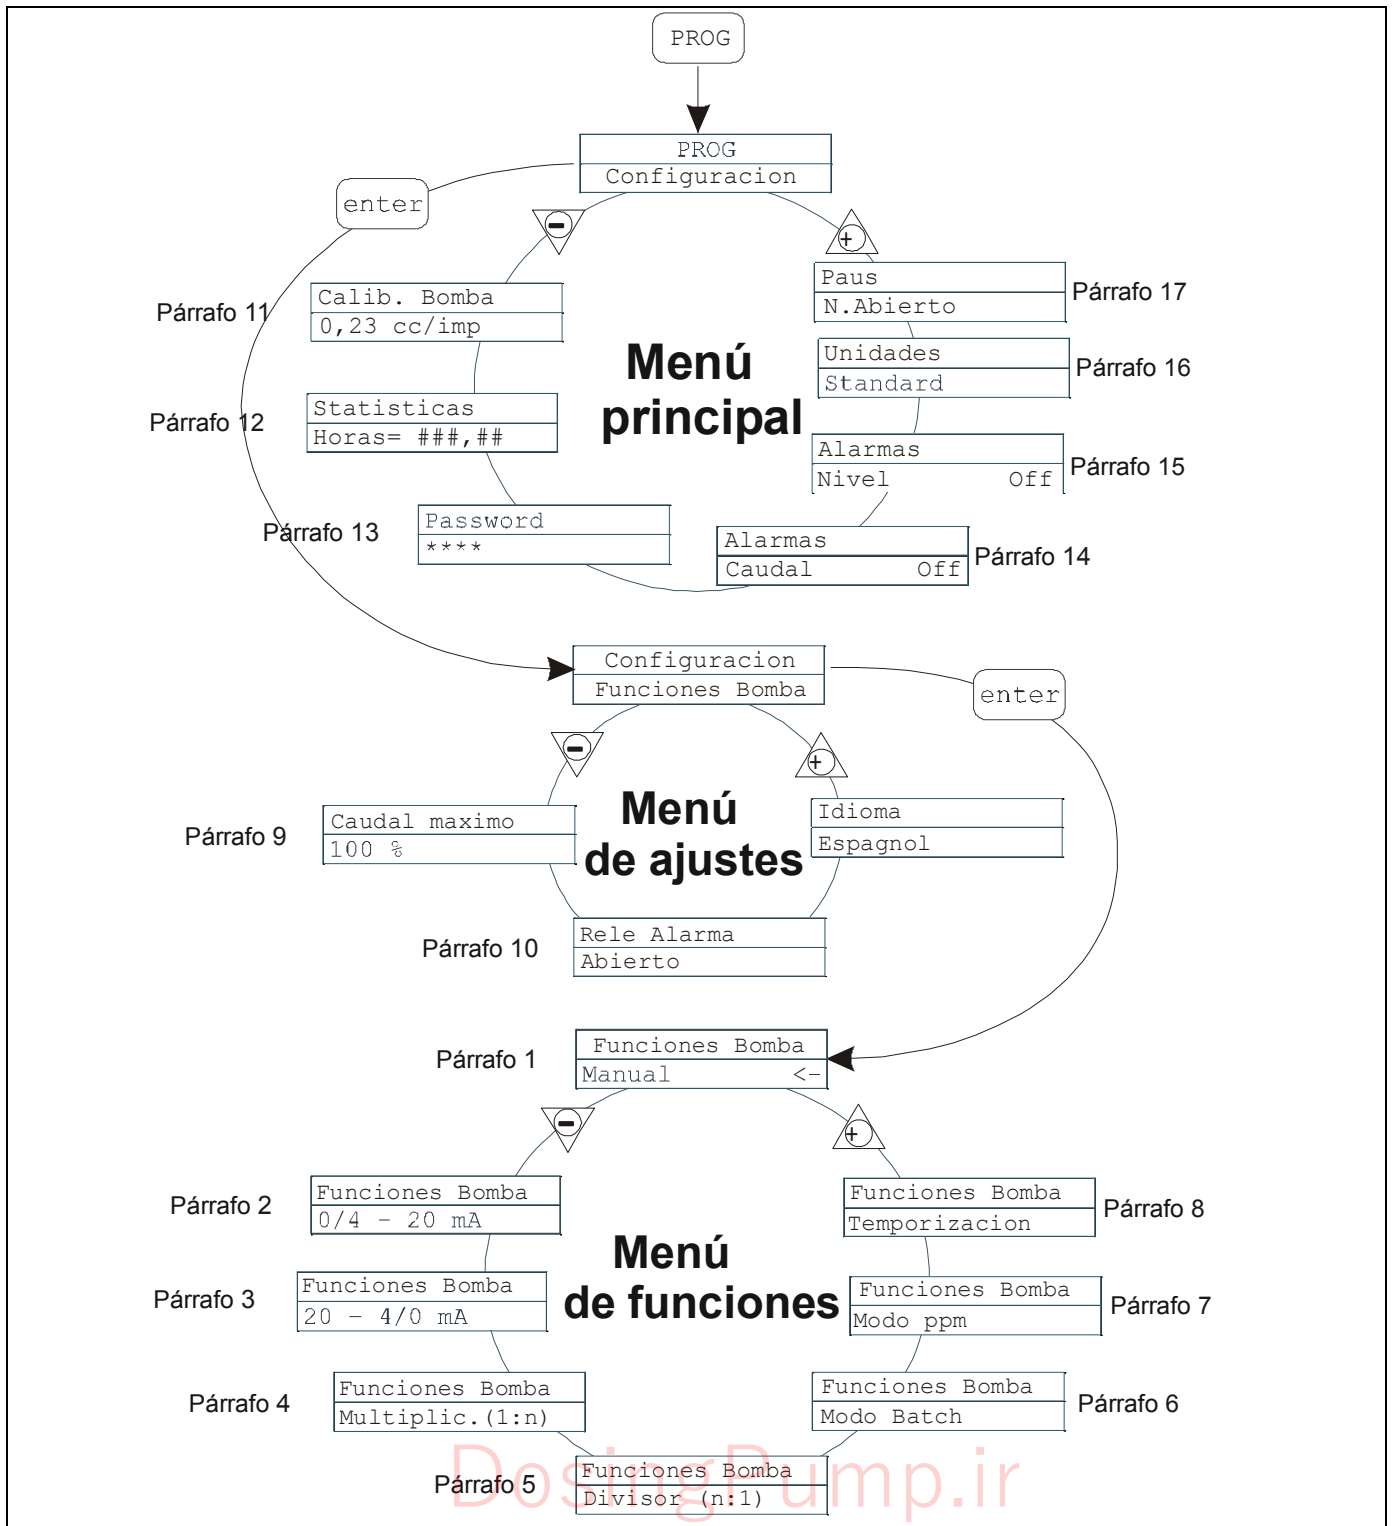 PROG
PROG
Configuracion
enter
-
+
Párrafo 11
Calib. Bomba
0,23 cc/imp
Paus
N.Abierto
Párrafo 17
Menú
principal
Unidades
Standard
Párrafo 16
Párrafo 12
Statisticas
Horas= ###,##
Alarmas
Nivel Off
Párrafo 15
Párrafo 13
Password
****
Alarmas
Caudal Off
Párrafo 14
Configuracion
Funciones Bomba
enter
-
+
Párrafo 9
Caudal maximo
100 %
Menú
de ajustes
Idioma
Espagnol
Párrafo 10
Rele Alarma
Abierto
Párrafo 1
Funciones Bomba
Manual <-
-
+
Párrafo 2
Funciones Bomba
0/4 - 20 mA
Funciones Bomba
Temporizacion
Párrafo 8
Menú
de funciones
Párrafo 3
Funciones Bomba
20 - 4/0 mA
Funciones Bomba
Modo ppm
Párrafo 7
Párrafo 4
Funciones Bomba
Multiplic.(1:n)
Funciones Bomba
Modo Batch
Párrafo 6
Párrafo 5
Funciones Bomba
Divisor (n:1)
DosingPump.ir